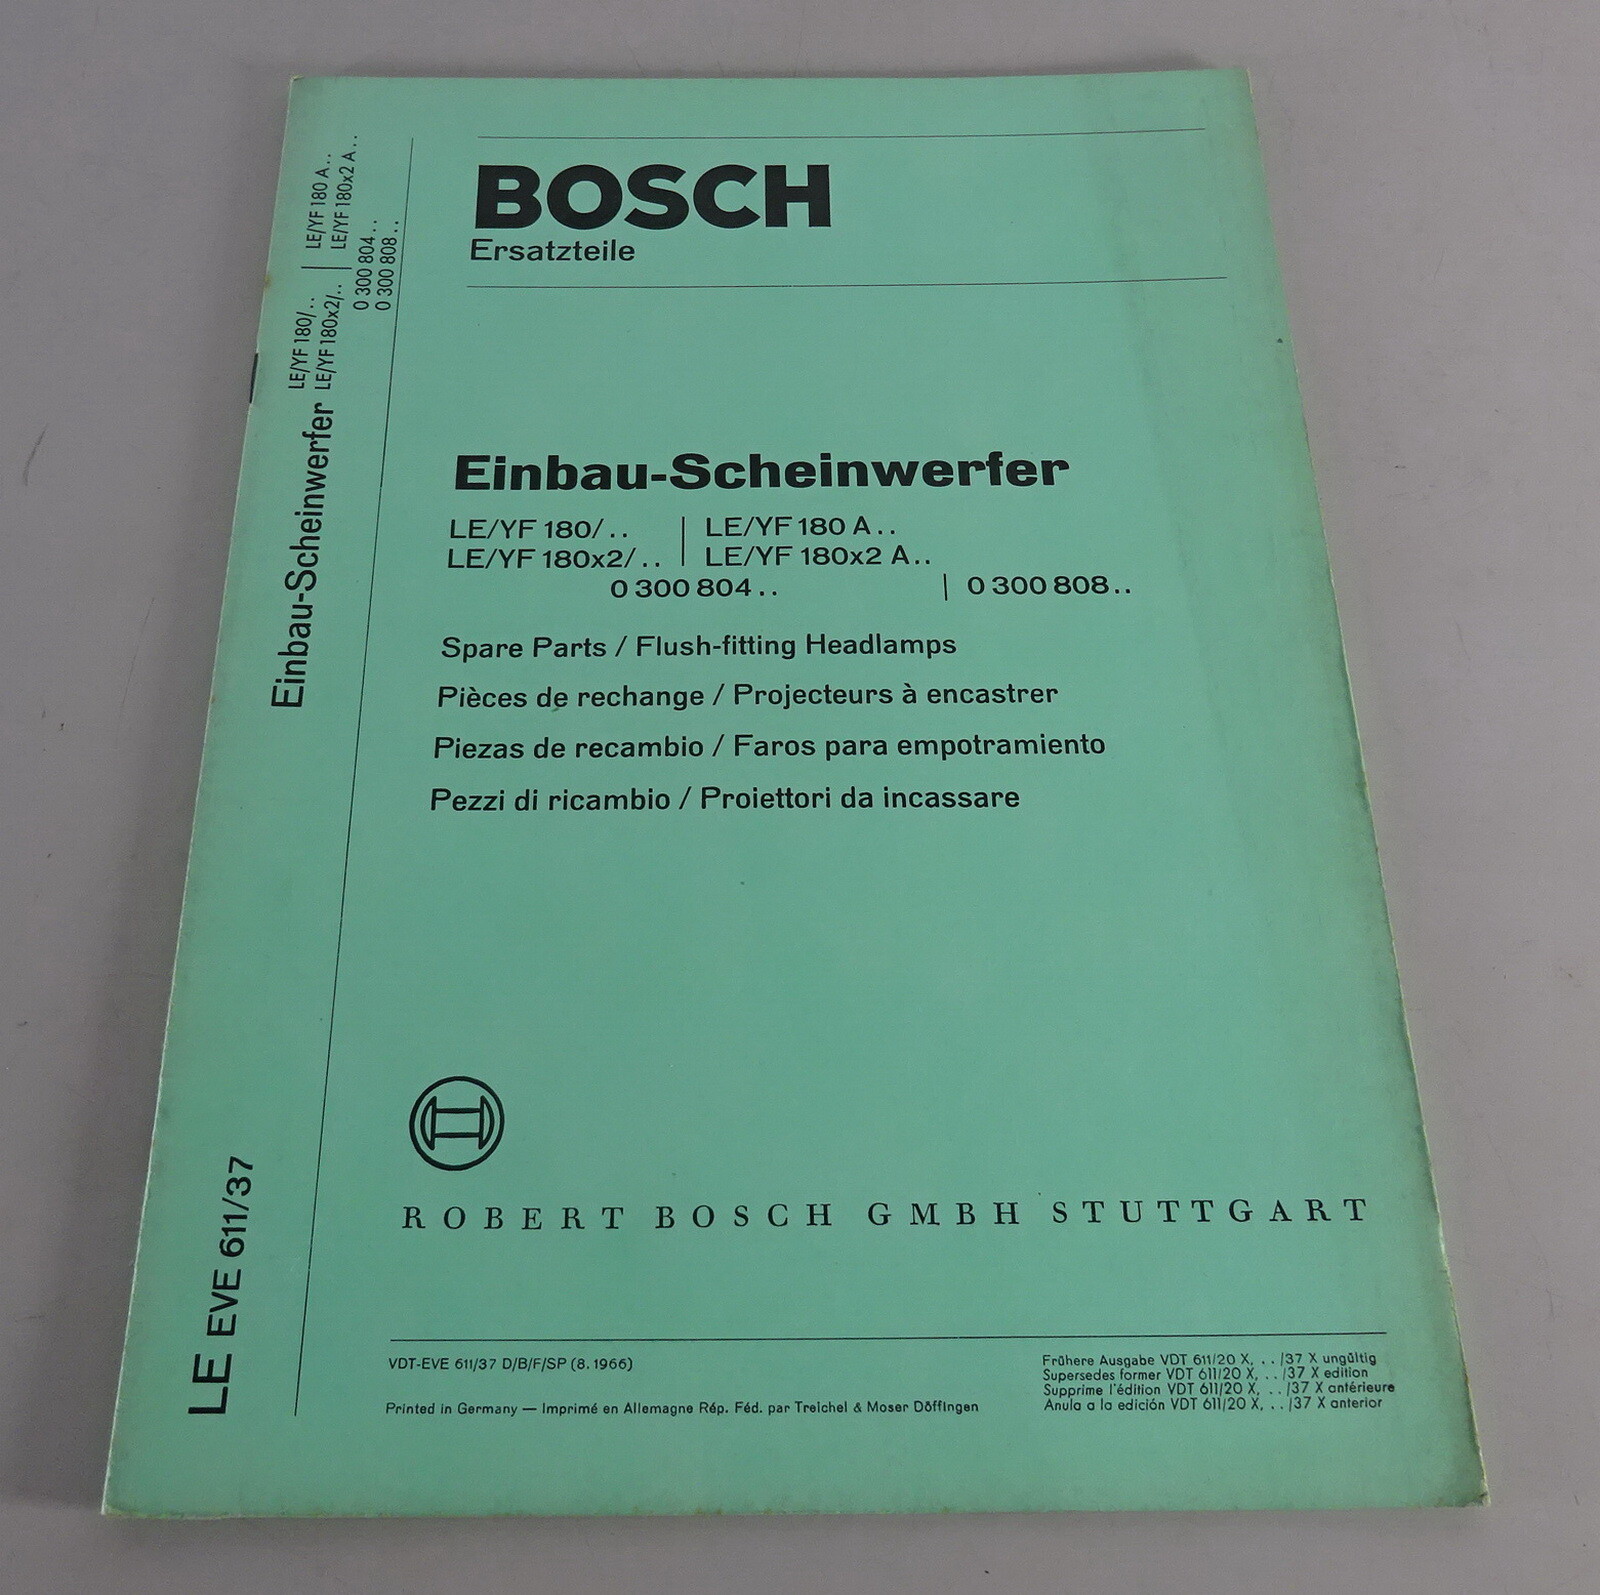 BOSCH
Ersatzteile
Einbau-Scheinwerfer
LE/YF 180/.. | LE/YF 180 A..
LE/YF 180x2/.. | LE/YF 180x2 A..
0 300 804.. | 0 300 808..
Spare Parts / Flush-fitting Headlamps
Pièces de rechange / Projecteurs à encastrer
Piezas de recambio / Faros para empotramiento
Pezzi di ricambio / Proiettori da incassare
ROBERT BOSCH GMBH STUTTGART
VDT-EVE 611/37 D/B/F/SP (8.1966)
Printed in Germany — Imprimé en Allemagne Rép. Féd. par Treichel & Moser Döffingen
Frühere Ausgabe VDT 611/20 X, . . /37 X ungültig
Supersedes former VDT 611/20 X, . . /37 X edition
Supprime l'édition VDT 611/20 X, . . /37 X antérieure
Anula a la edición VDT 611/20 X, . . /37 X anterior
LE EVE 611/37
Einbau-Scheinwerfer
LE/YF 180/.. | LE/YF 180 A..
LE/YF 180x2/.. | LE/YF 180x2 A..
0 300 804..
0 300 808..